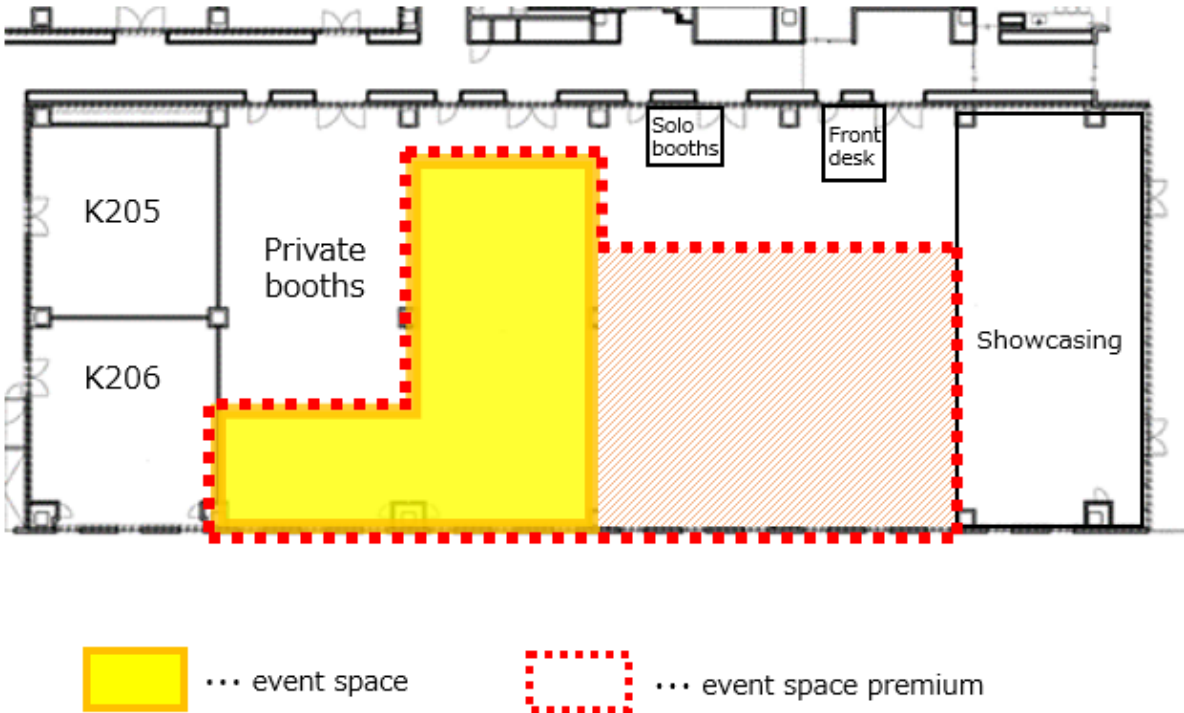 Solo
booths
Front
desk
K205
Private
booths
Showcasing
K206
••• event space
••• event space premium